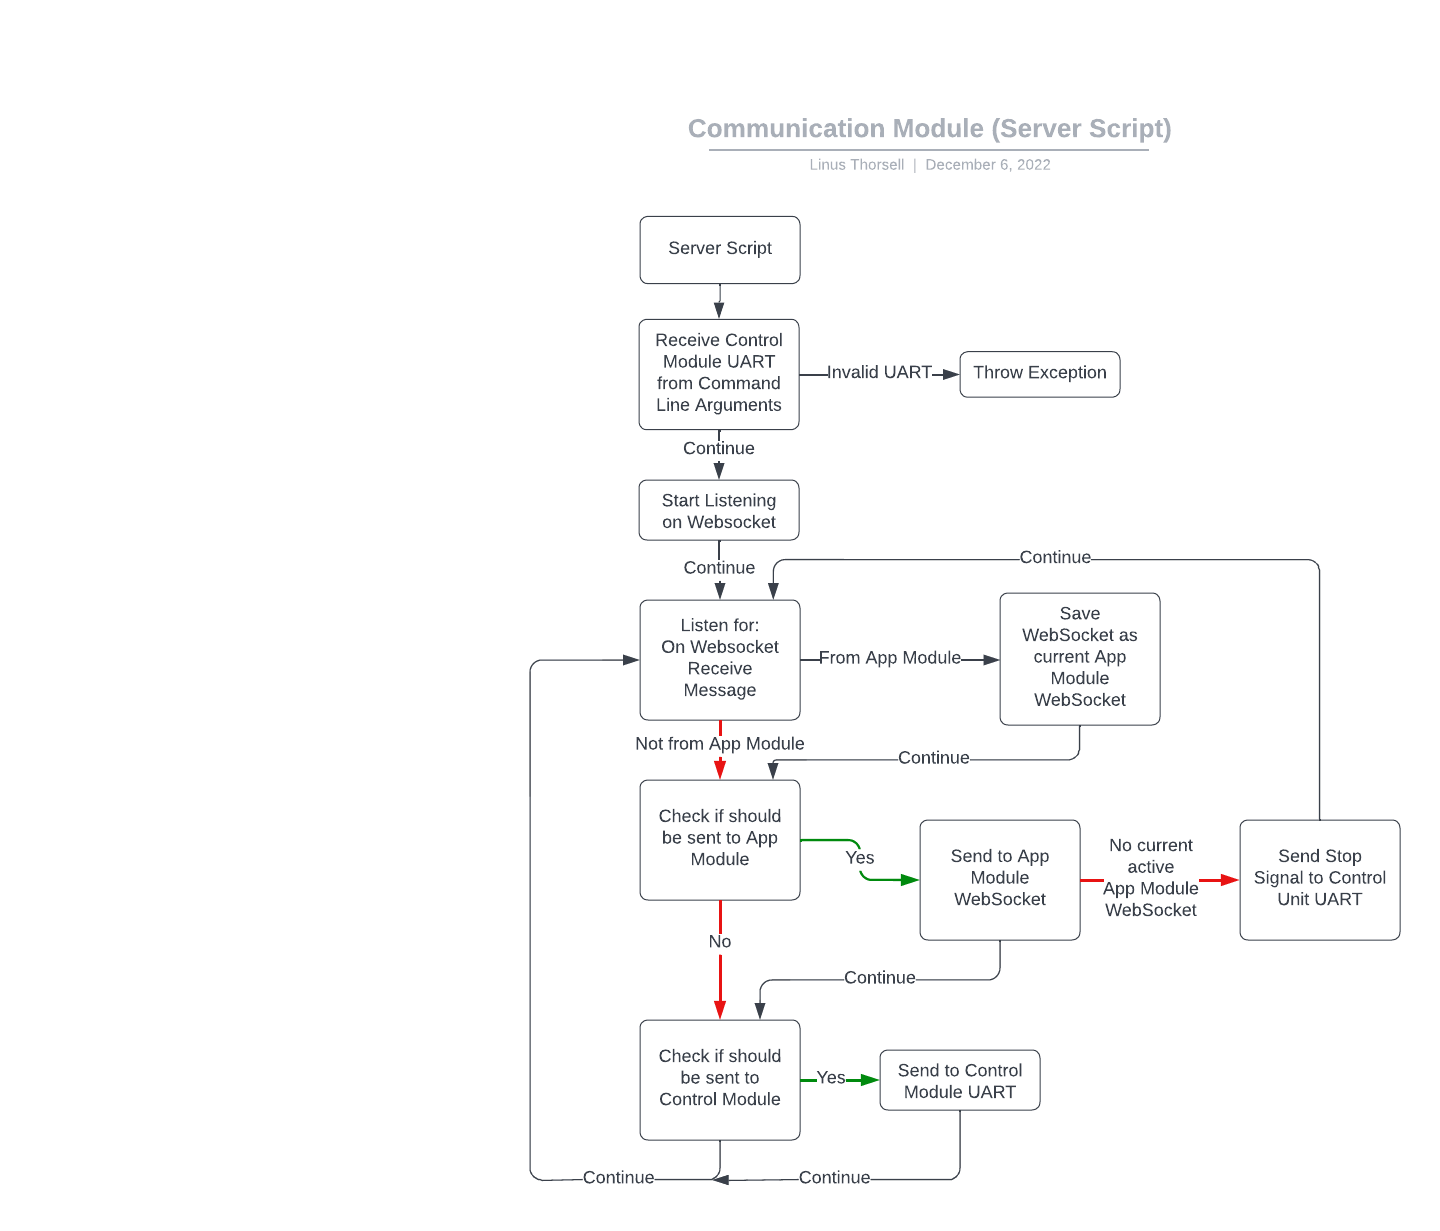 Communication Module (Server Script)
Linus Thorsell | December 6, 2022
Server Script
Receive Control
Module UART
from Command
Line Arguments
Invalid UART
Throw Exception
Continue
Start Listening
on Websocket
Continue
Continue
Listen for:
On Websocket
Receive
Message
From App Module
Save
WebSocket as
current App
Module
WebSocket
Not from App Module
Continue
Check if should
be sent to App
Module
Yes
Send to App
Module
WebSocket
No current
active
App Module
WebSocket
Send Stop
Signal to Control
Unit UART
No
Continue
Check if should
be sent to
Control Module
Yes
Send to Control
Module UART
Continue
Continue